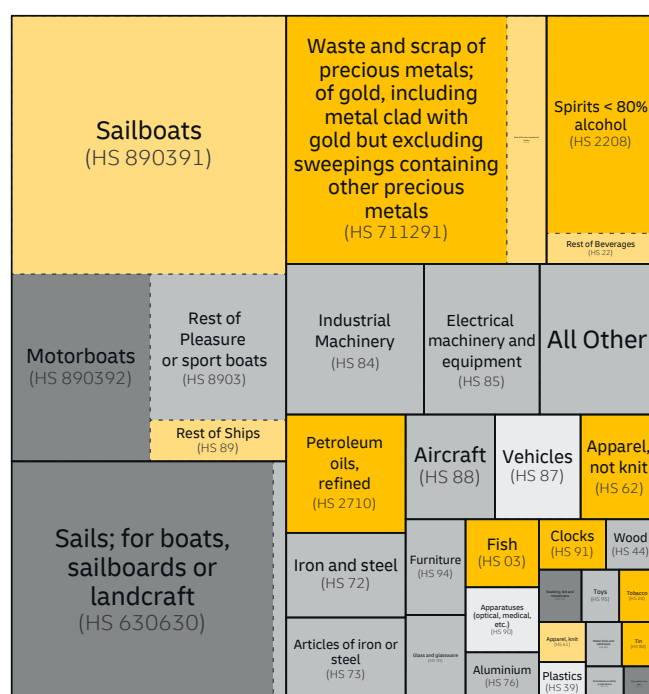 Sailboats
(HS 890391)
Waste and scrap of
precious metals;
of gold, including
metal clad with
gold but excluding
sweepings containing
other precious
metals
(HS 711291)
Spirits < 80%
alcohol
(HS 2208)
Rest of Beverages
(HS 22)
Motorboats
(HS 890392)
Rest of
Pleasure
or sport boats
(HS 8903)
Rest of Ships
(HS 89)
Industrial
Machinery
(HS 84)
Electrical
machinery and
equipment
(HS 85)
All Other
Sails; for boats,
sailboards or
landcraft
(HS 630630)
Petroleum
oils,
refined
(HS 2710)
Aircraft
(HS 88)
Vehicles
(HS 87)
Apparel,
not knit
(HS 62)
Iron and steel
(HS 72)
Furniture
(HS 94)
Fish
(HS 03)
Clocks
(HS 91)
Wood
(HS 44)
Toys
(HS 95)
Tobacco
(HS 24)
Apparatuses
(optical, medical,
etc.)
(HS 90)
Articles of iron or
steel
(HS 73)
Glass and glassware
Aluminium
(HS 76)
Apparel, knit
(HS 61)
Tin
(HS 80)
Plastics
(HS 39)